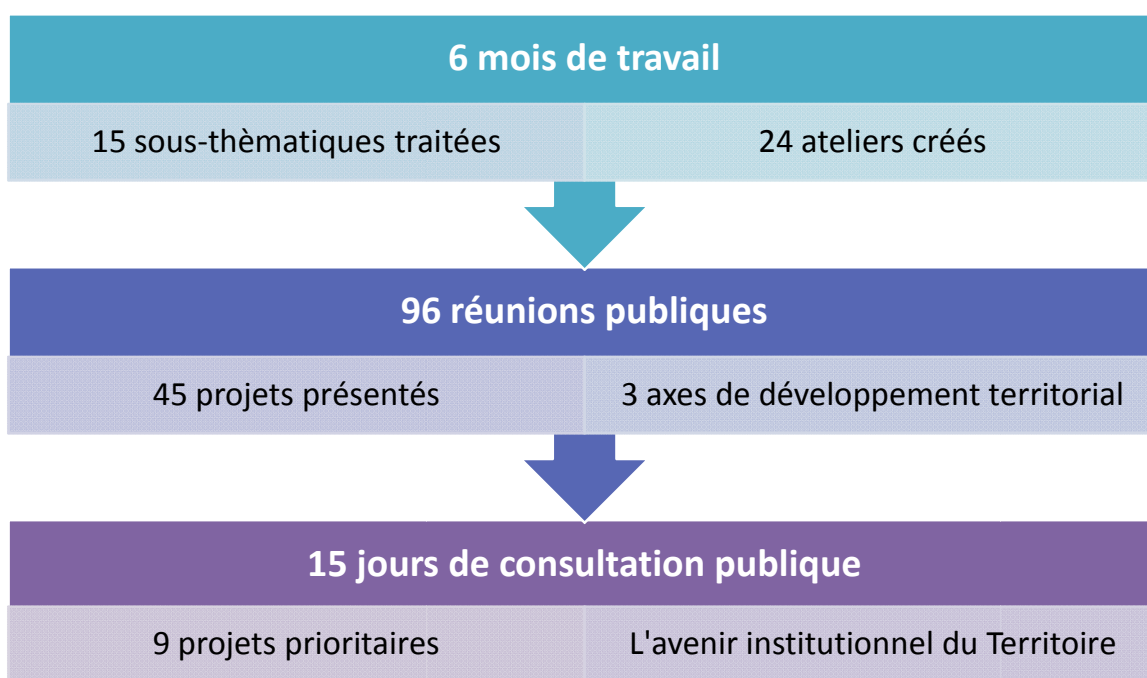 6 mois de travail
15 sous-thèmatiques traitées
24 ateliers créés
96 réunions publiques
45 projets présentés
3 axes de développement territorial
15 jours de consultation publique
9 projets prioritaires
L'avenir institutionnel du Territoire